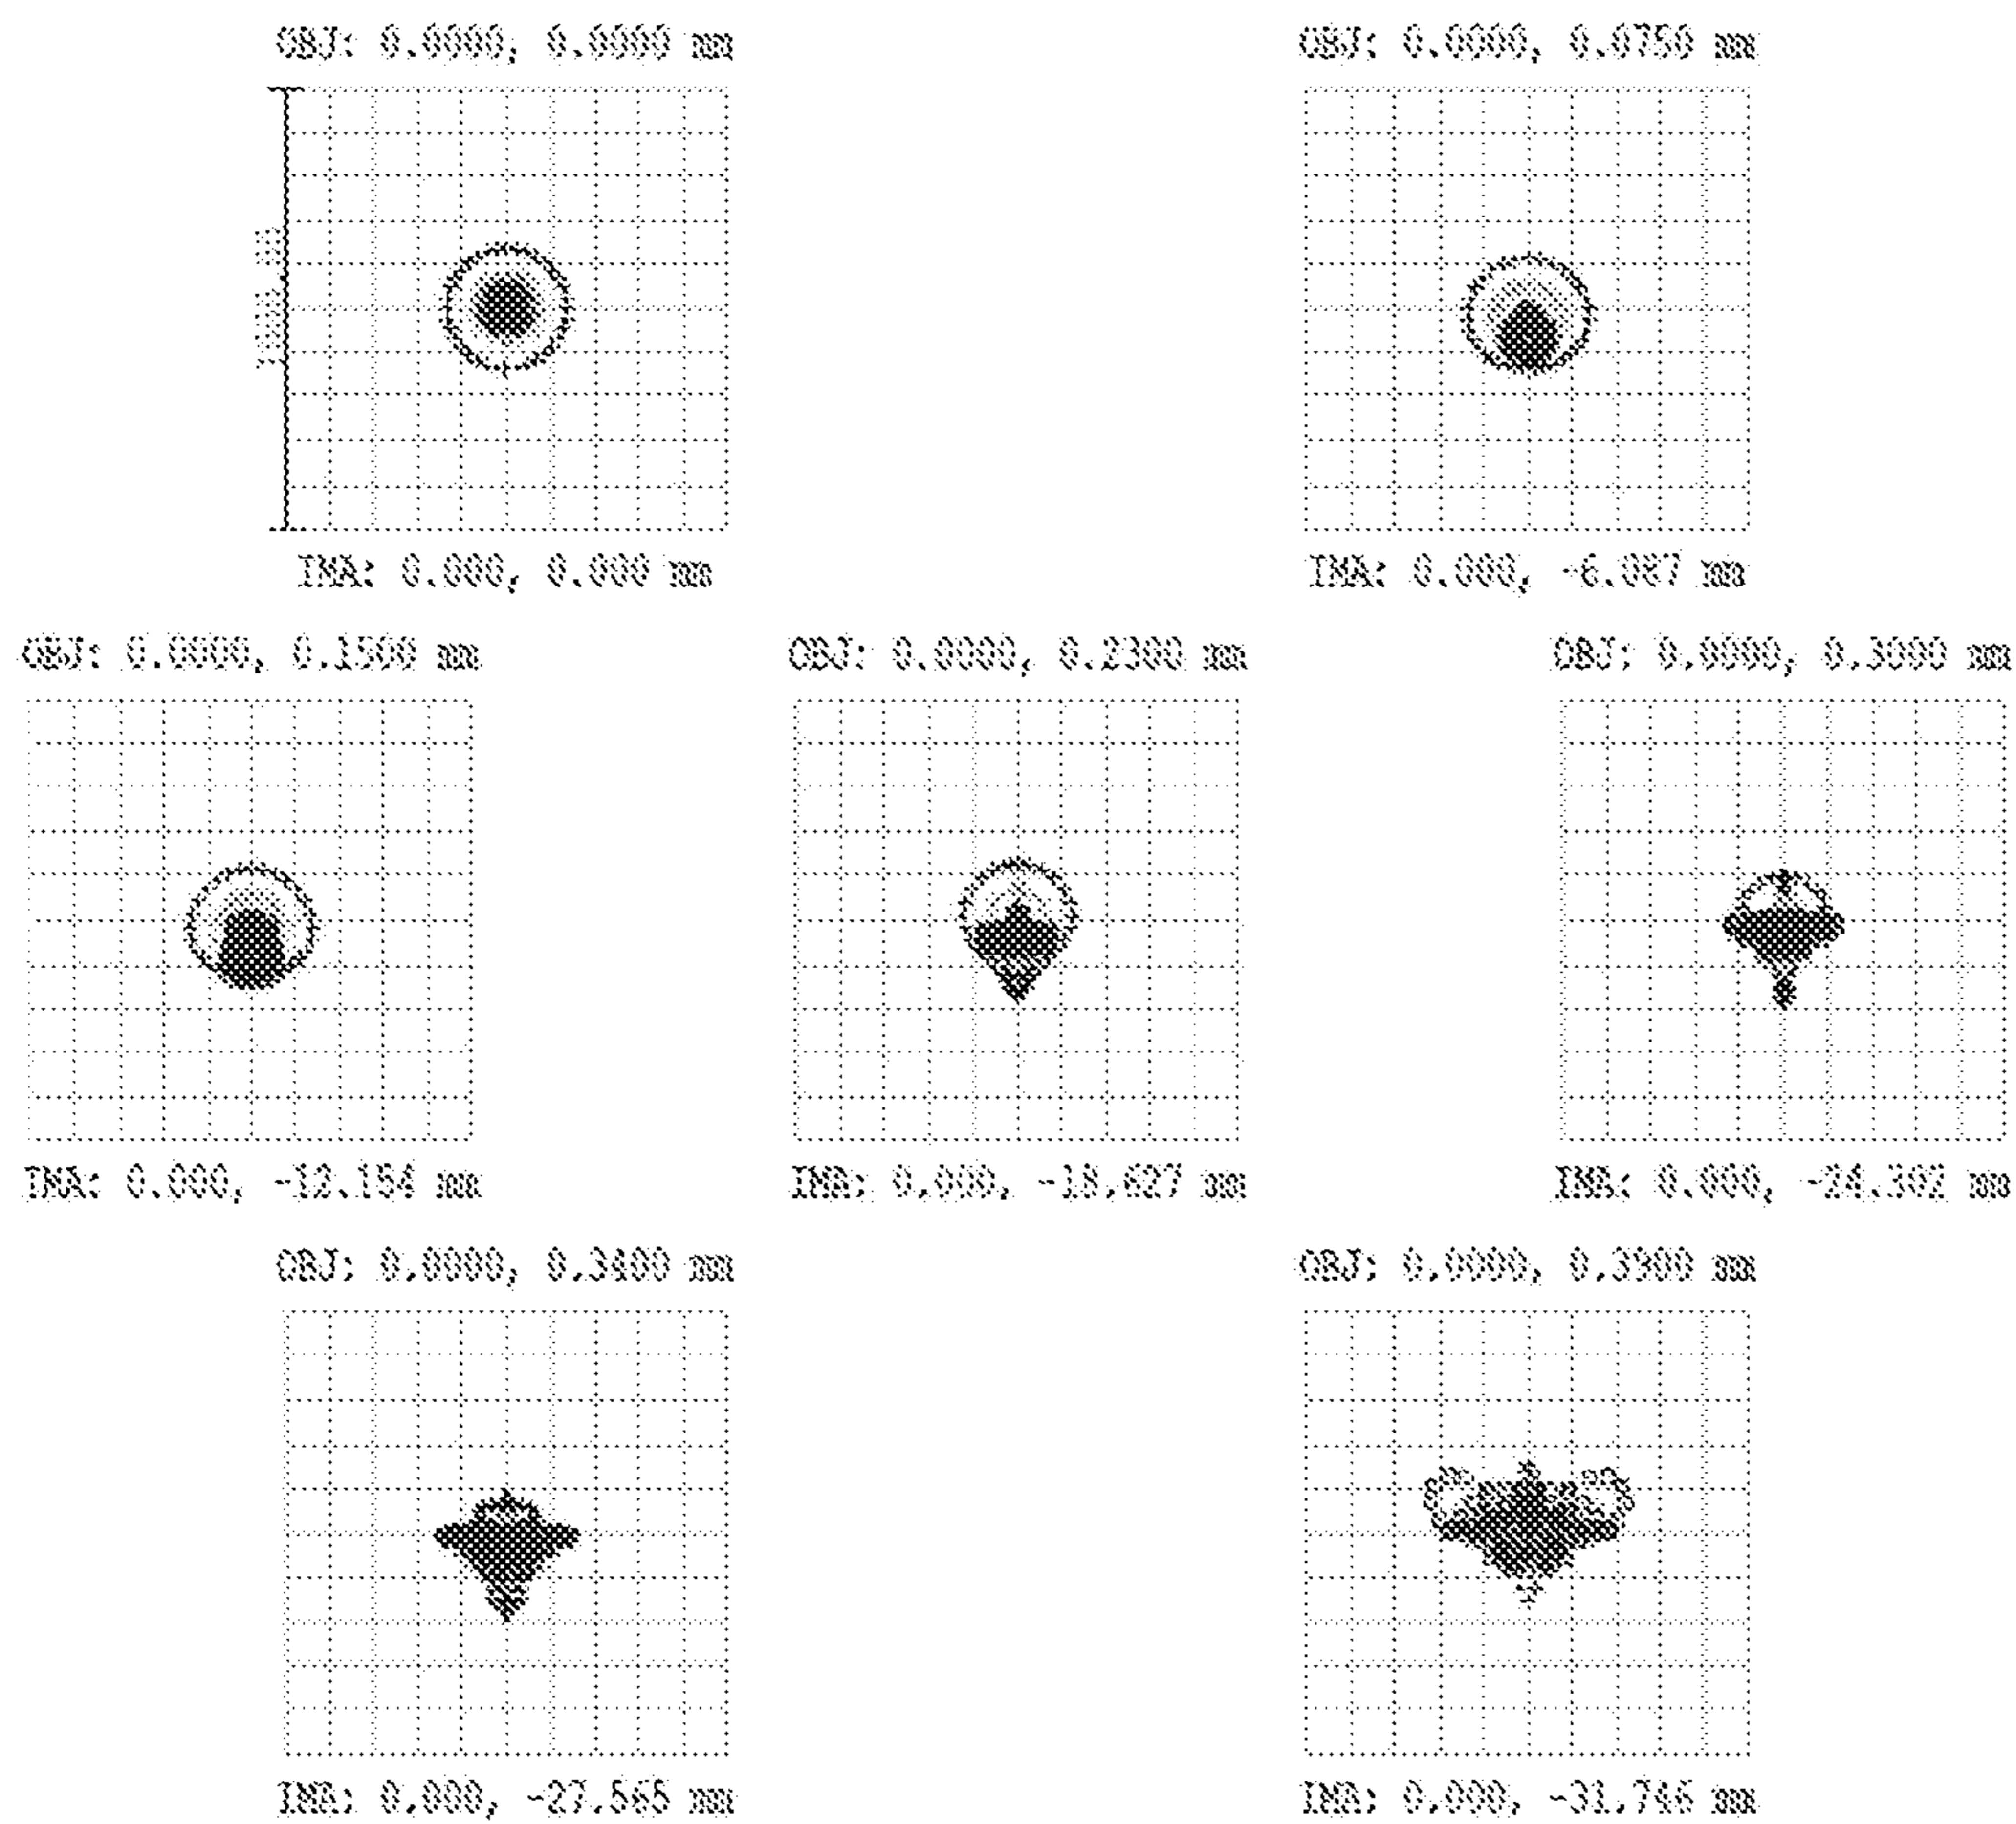 OBJ: 0.0000, 0.0000 mm
OBJ: 0.0000, 0.0750 mm
IMA: 0.000, 0.000 mm
IMA: 0.000, -6.087 mm
OBJ: 0.0000, 0.1500 mm
OBJ: 0.0000, 0.2300 mm
OBJ: 0.0000, 0.3000 mm
IMA: 0.000, -12.184 mm
IMA: 0.000, -18.627 mm
IMA: 0.000, -24.302 mm
OBJ: 0.0000, 0.3400 mm
OBJ: 0.0000, 0.3900 mm
IMA: 0.000, -27.565 mm
IMA: 0.000, -31.746 mm